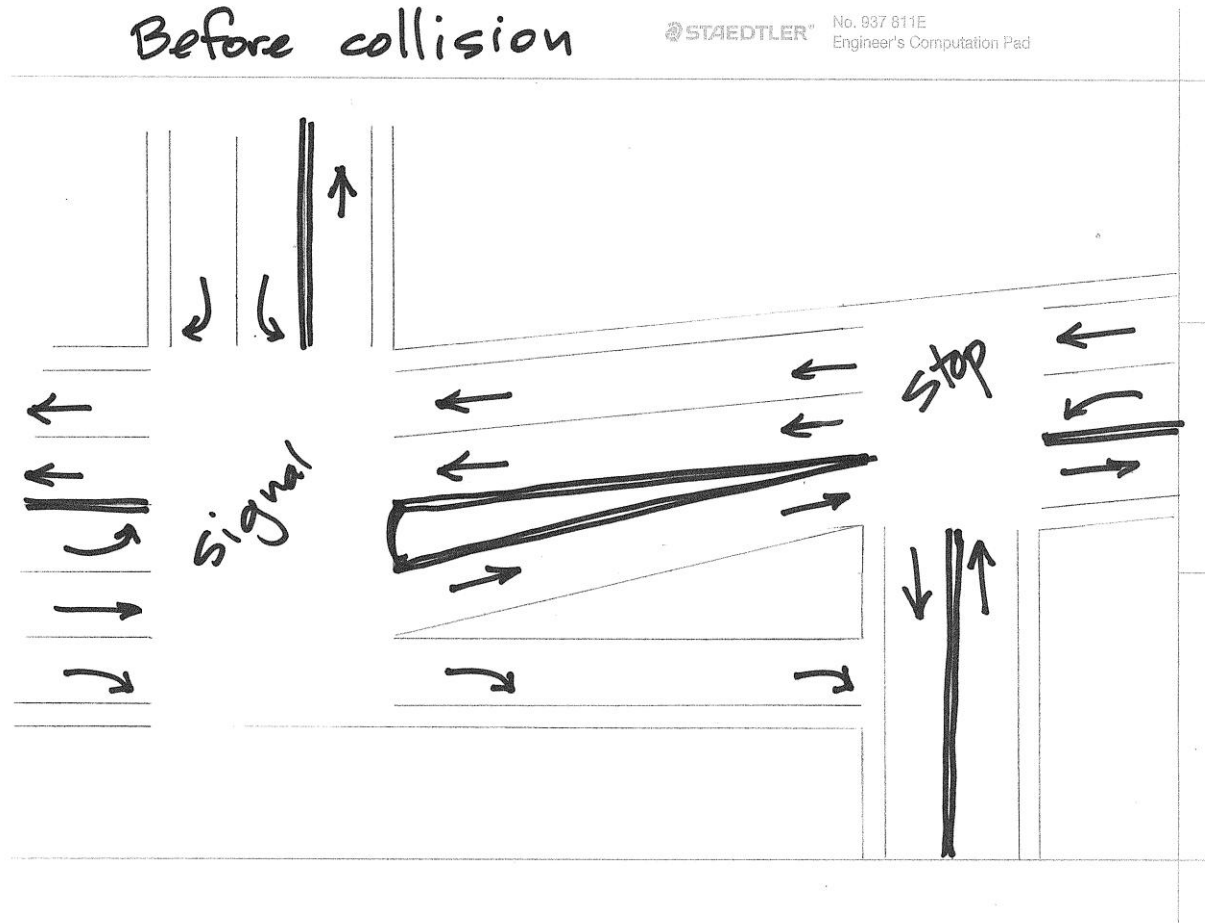 Before collision
STAEDTLER® No. 937 811E
Engineer's Computation Pad
stop
signal